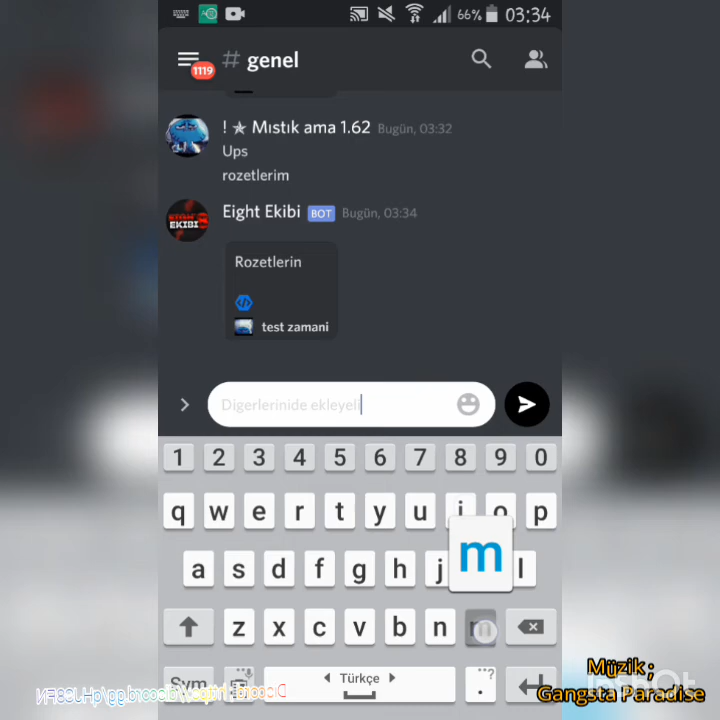 66% 03:34
1119
# genel
! ★ Mıstık ama 1.62 Bugün, 03:32
Ups
rozetlerim
Eight Ekibi BOT Bugün, 03:34
EKIBI
Rozetlerin
test zamani
Digerlerinide ekleyeli
1 2 3 4 5 6 7 8 9 0
q w e r t y u i o p
m
a s d f g h j l
z x c v b n m
Sym Türkçe . ...?
Müzik ;
Gangsta Paradise